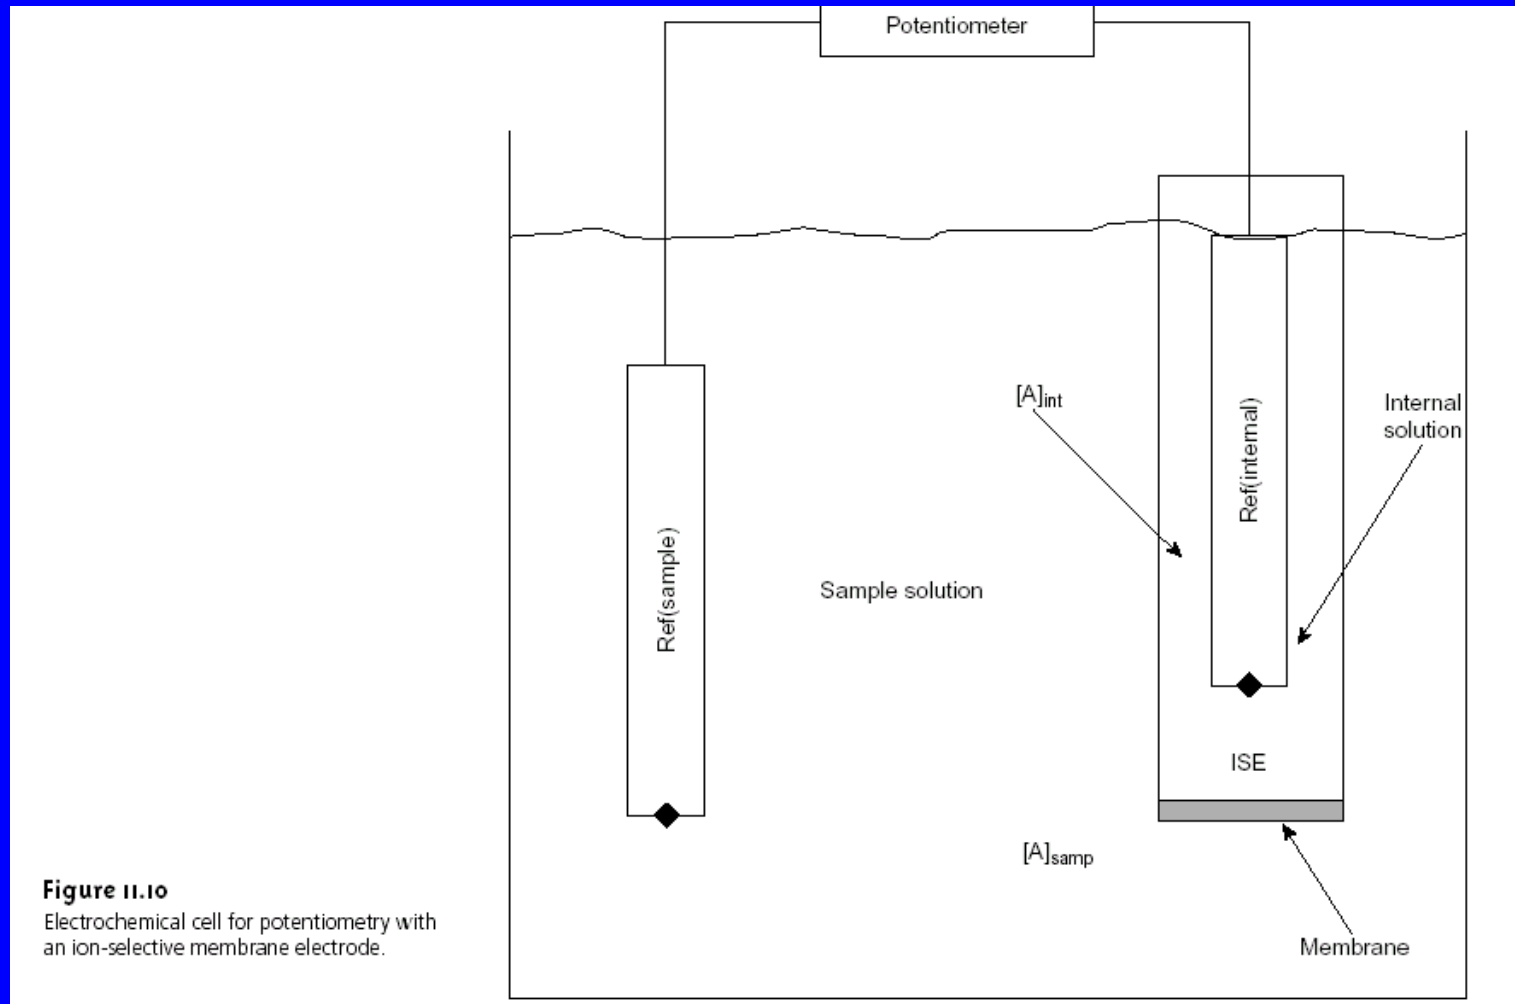 Potentiometer
[A]int
Internal
solution
Ref(internal)
Ref(sample)
Sample solution
ISE
[A]samp
Figure 11.10
Electrochemical cell for potentiometry with
an ion-selective membrane electrode.
Membrane